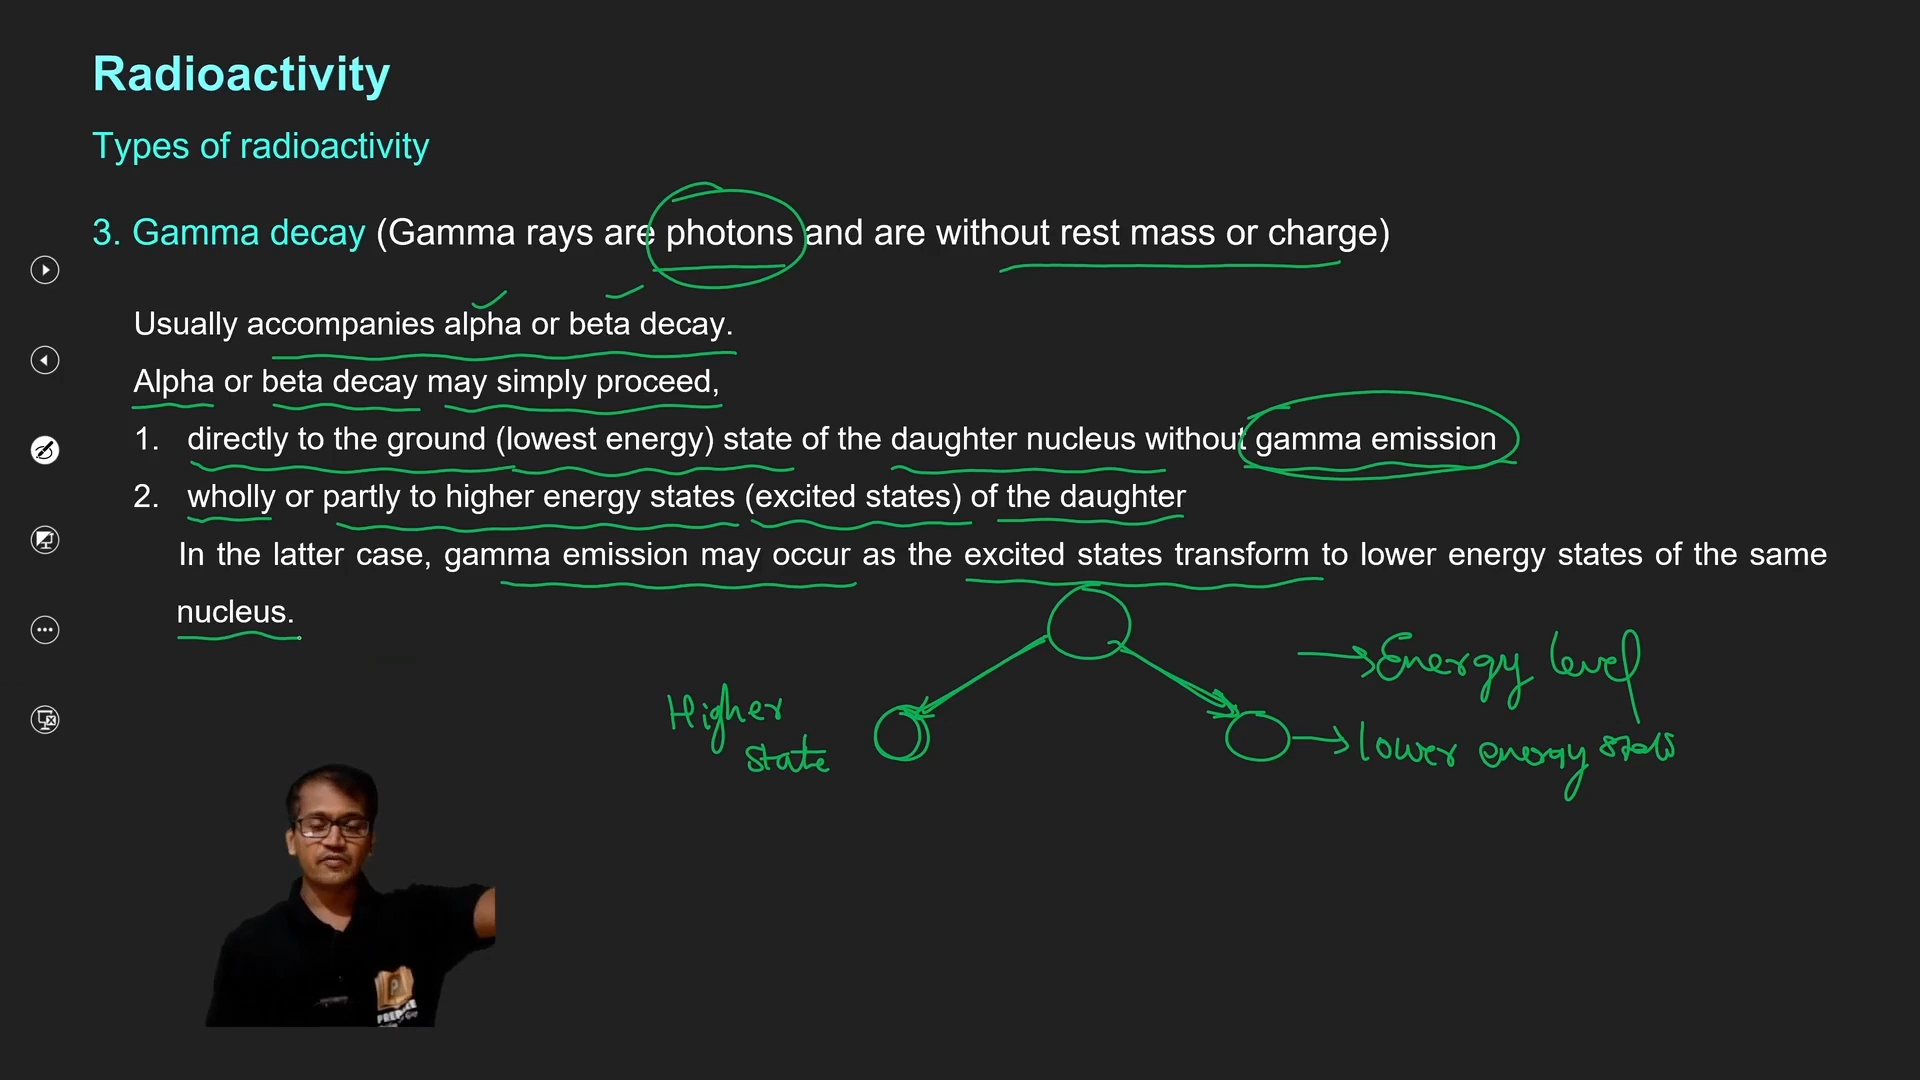 Radioactivity
Types of radioactivity
3. Gamma decay (Gamma rays are photons and are without rest mass or charge)
Usually accompanies alpha or beta decay.
Alpha or beta decay may simply proceed,
1. directly to the ground (lowest energy) state of the daughter nucleus without gamma emission
2. wholly or partly to higher energy states (excited states) of the daughter
In the latter case, gamma emission may occur as the excited states transform to lower energy states of the same
nucleus.
Energy level
Higher
state
lower energy
P